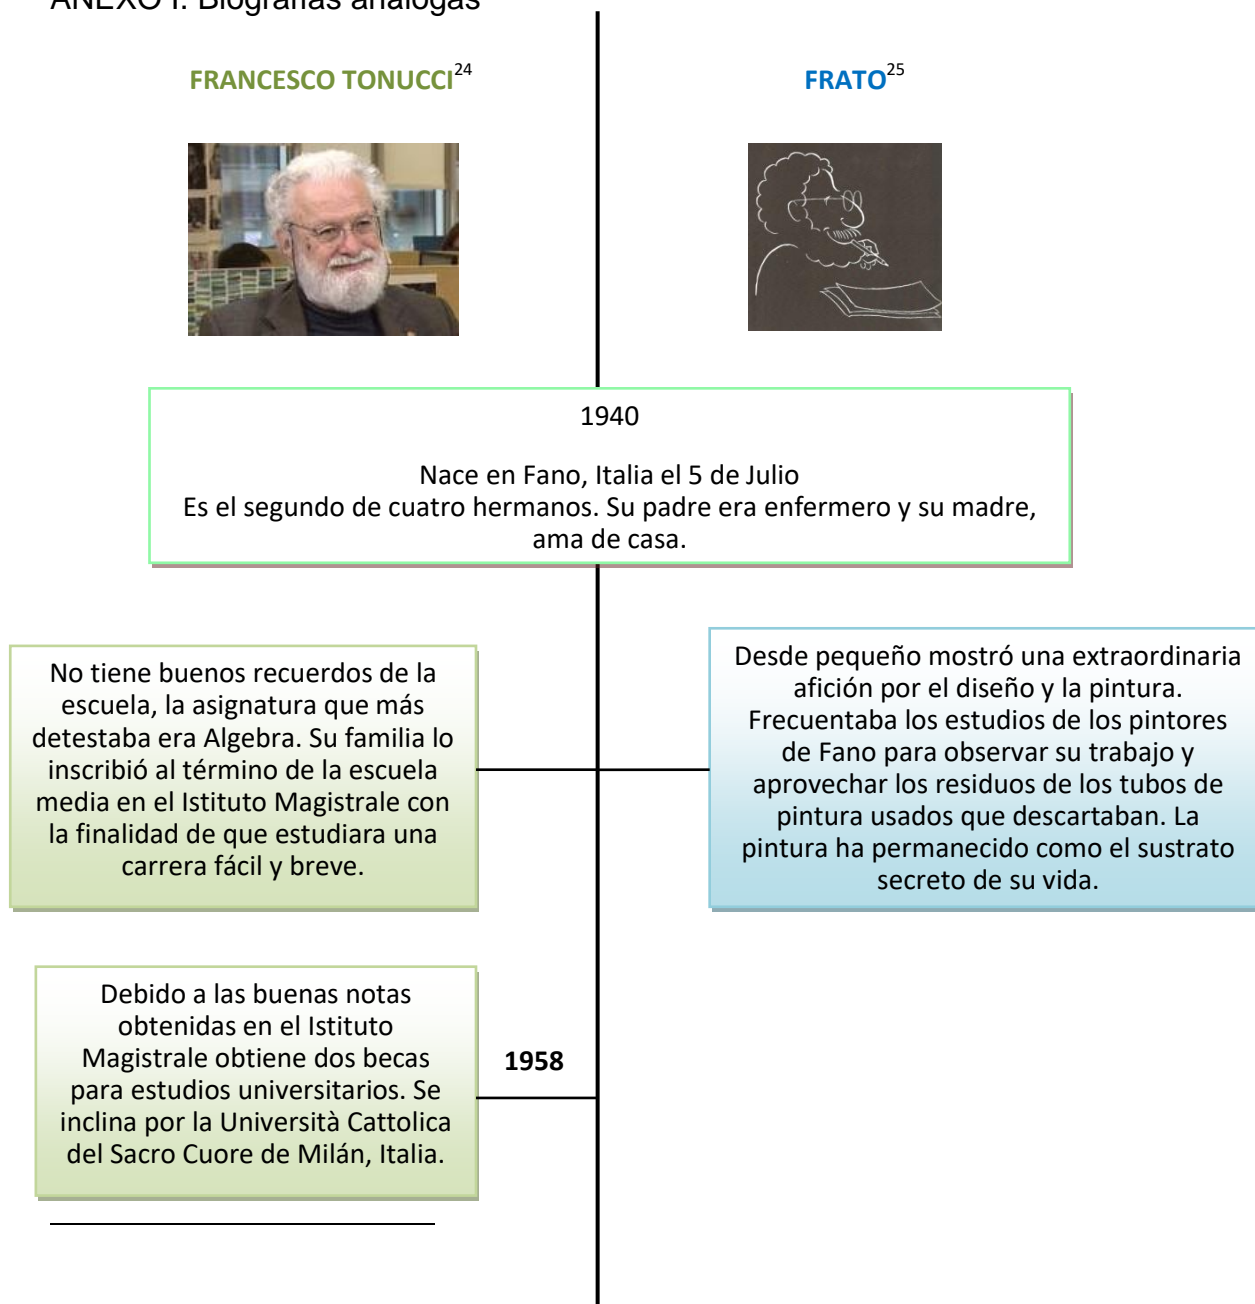 ANEXO I. Biografías análogas
FRANCESCO TONUCCI24
FRATO25
1940
Nace en Fano, Italia el 5 de Julio
Es el segundo de cuatro hermanos. Su padre era enfermero y su madre,
ama de casa.
No tiene buenos recuerdos de la
escuela, la asignatura que más
detestaba era Algebra. Su familia lo
inscribió al término de la escuela
media en el Istituto Magistrale con
la finalidad de que estudiara una
carrera fácil y breve.
Desde pequeño mostró una extraordinaria
afición por el diseño y la pintura.
Frecuentaba los estudios de los pintores
de Fano para observar su trabajo y
aprovechar los residuos de los tubos de
pintura usados que descartaban. La
pintura ha permanecido como el sustrato
secreto de su vida.
Debido a las buenas notas
obtenidas en el Istituto
Magistrale obtiene dos becas
para estudios universitarios. Se
inclina por la Università Cattolica
del Sacro Cuore de Milán, Italia.
1958